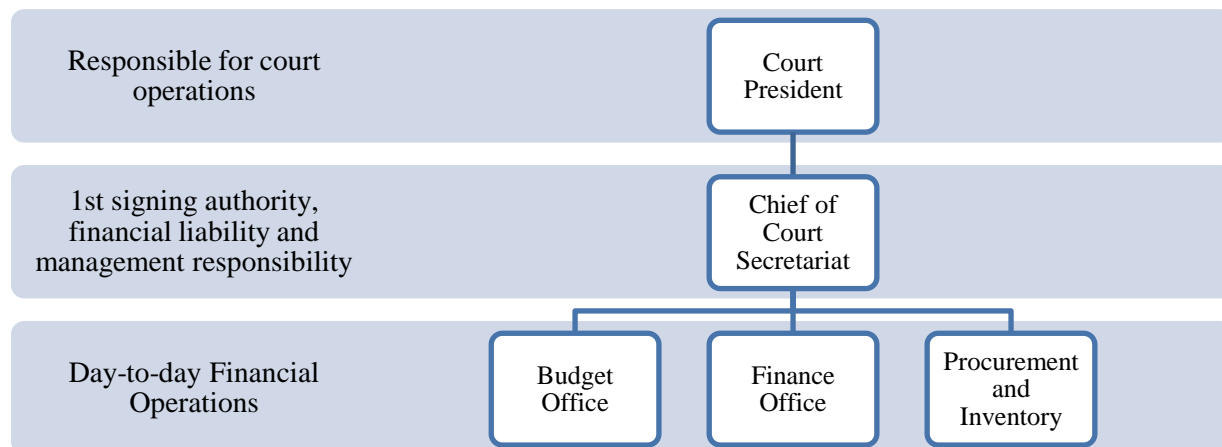 Responsible for court
operations
Court
President
1st signing authority,
financial liability and
management responsibility
Chief of
Court
Secretariat
Day-to-day Financial
Operations
Budget
Office
Finance
Office
Procurement
and
Inventory